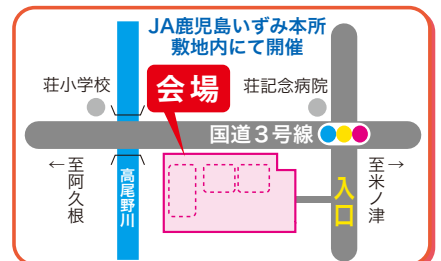 JA鹿児島いずみ本所
敷地内にて開催
荘小学校
会場
荘記念病院
国道3号線
←至阿久根
高尾野川
入口
至米ノ津→